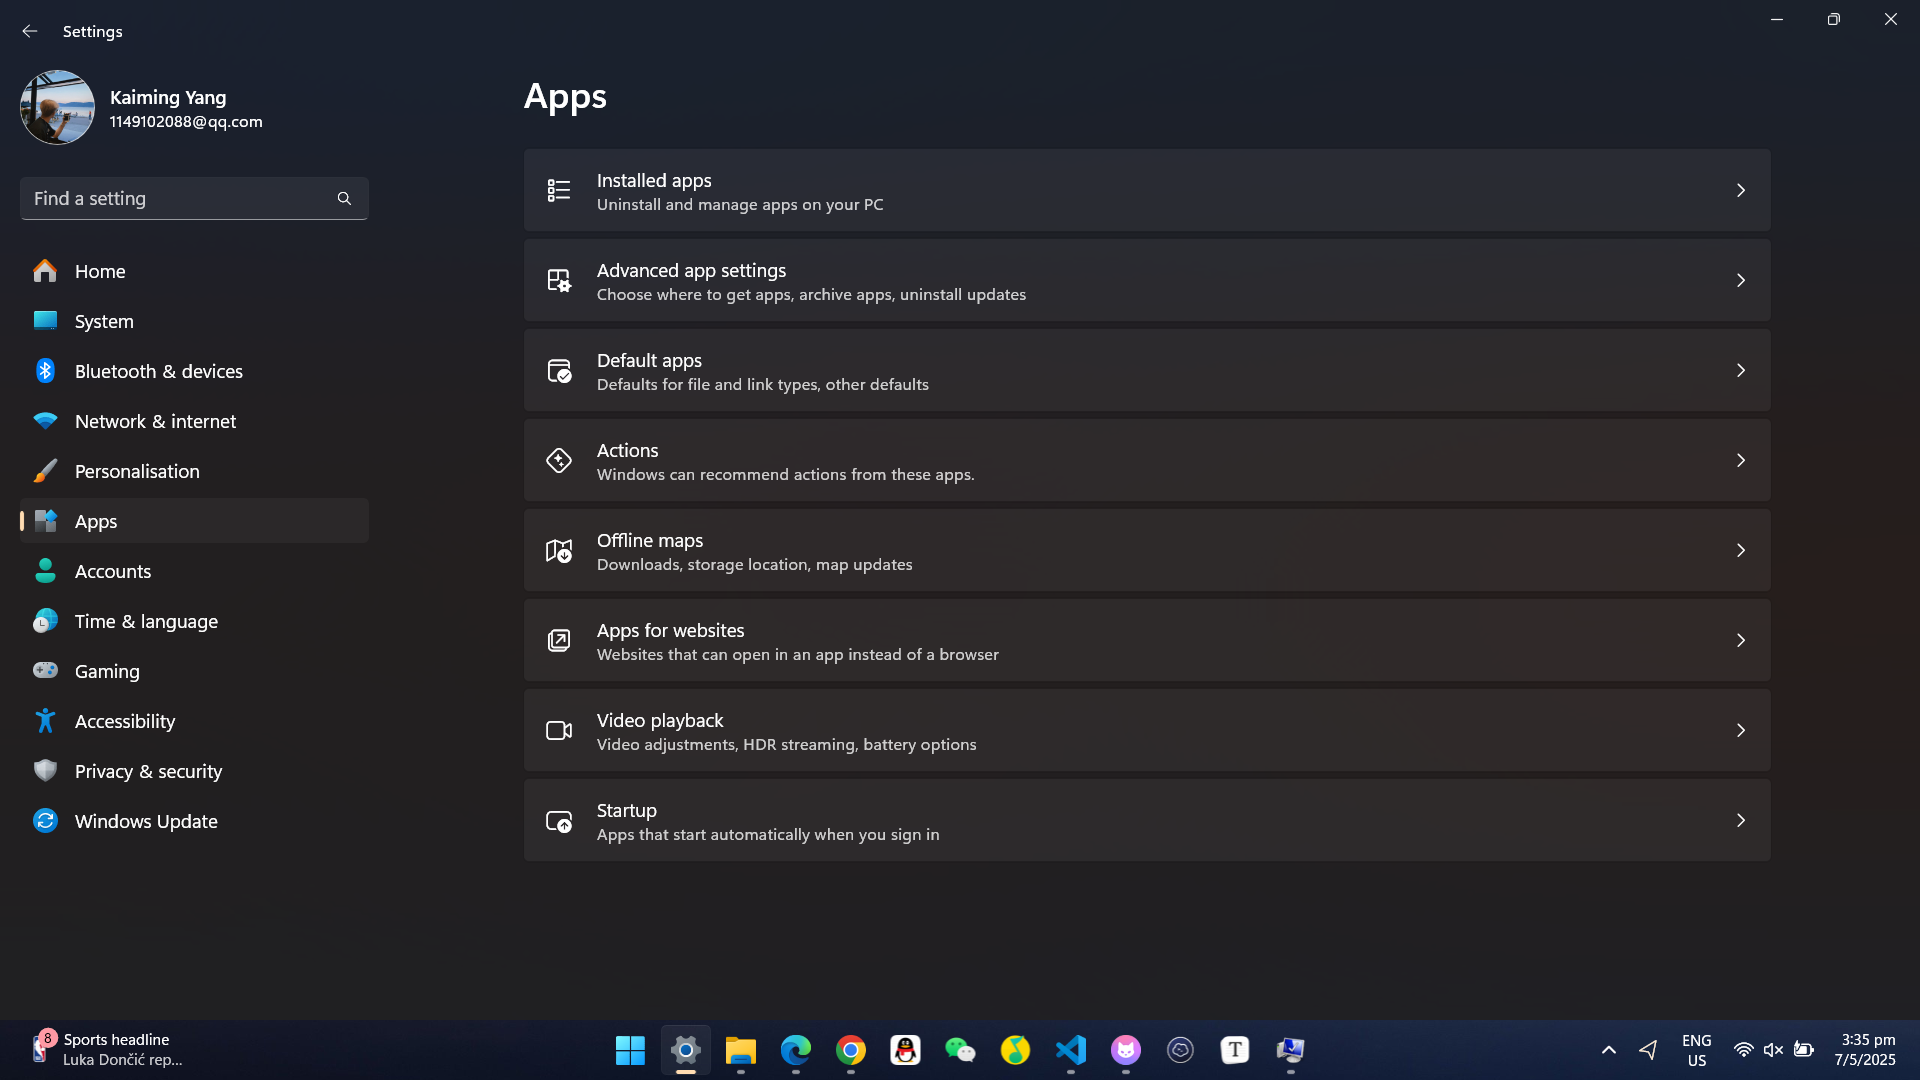 Settings
Kaiming Yang
1149102088@qq.com
Find a setting
Home
System
Bluetooth & devices
Network & internet
Personalisation
Apps
Accounts
Time & language
Gaming
Accessibility
Privacy & security
Windows Update
Apps
Installed apps
Uninstall and manage apps on your PC
Advanced app settings
Choose where to get apps, archive apps, uninstall updates
Default apps
Defaults for file and link types, other defaults
Actions
Windows can recommend actions from these apps.
Offline maps
Downloads, storage location, map updates
Apps for websites
Websites that can open in an app instead of a browser
Video playback
Video adjustments, HDR streaming, battery options
Startup
Apps that start automatically when you sign in
8
Sports headline
Luka Dončić rep...
T
ENG
US
3:35 pm
7/5/2025